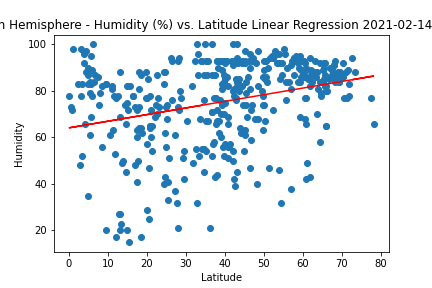 n Hemisphere - Humidity (%) vs. Latitude Linear Regression 2021-02-14
100
80
60
40
20
Humidity
0 10 20 30 40 50 60 70 80
Latitude